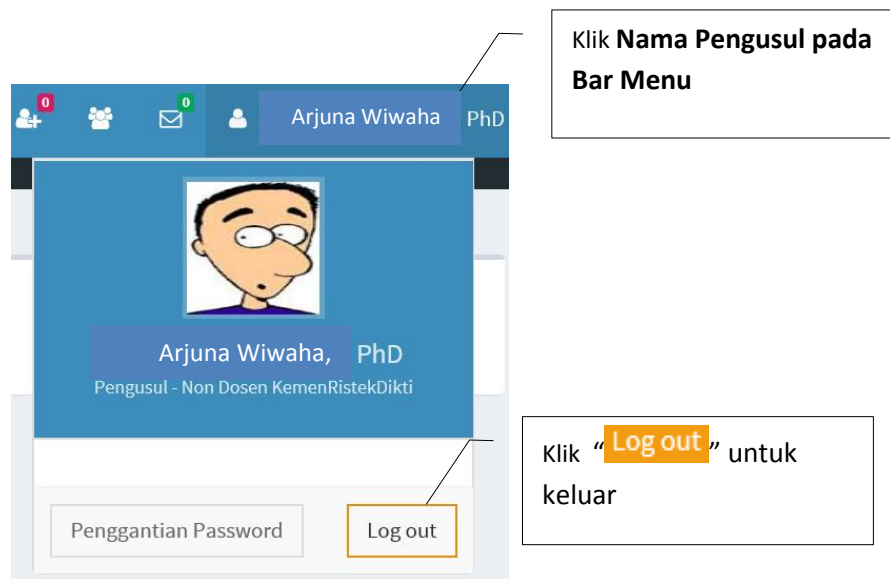 Klik Nama Pengusul pada
Bar Menu
0
0
Arjuna Wiwaha PhD
Arjuna Wiwaha, PhD
Pengusul - Non Dosen KemenRistekDikti
Klik “Log out” untuk
keluar
Penggantian Password
Log out